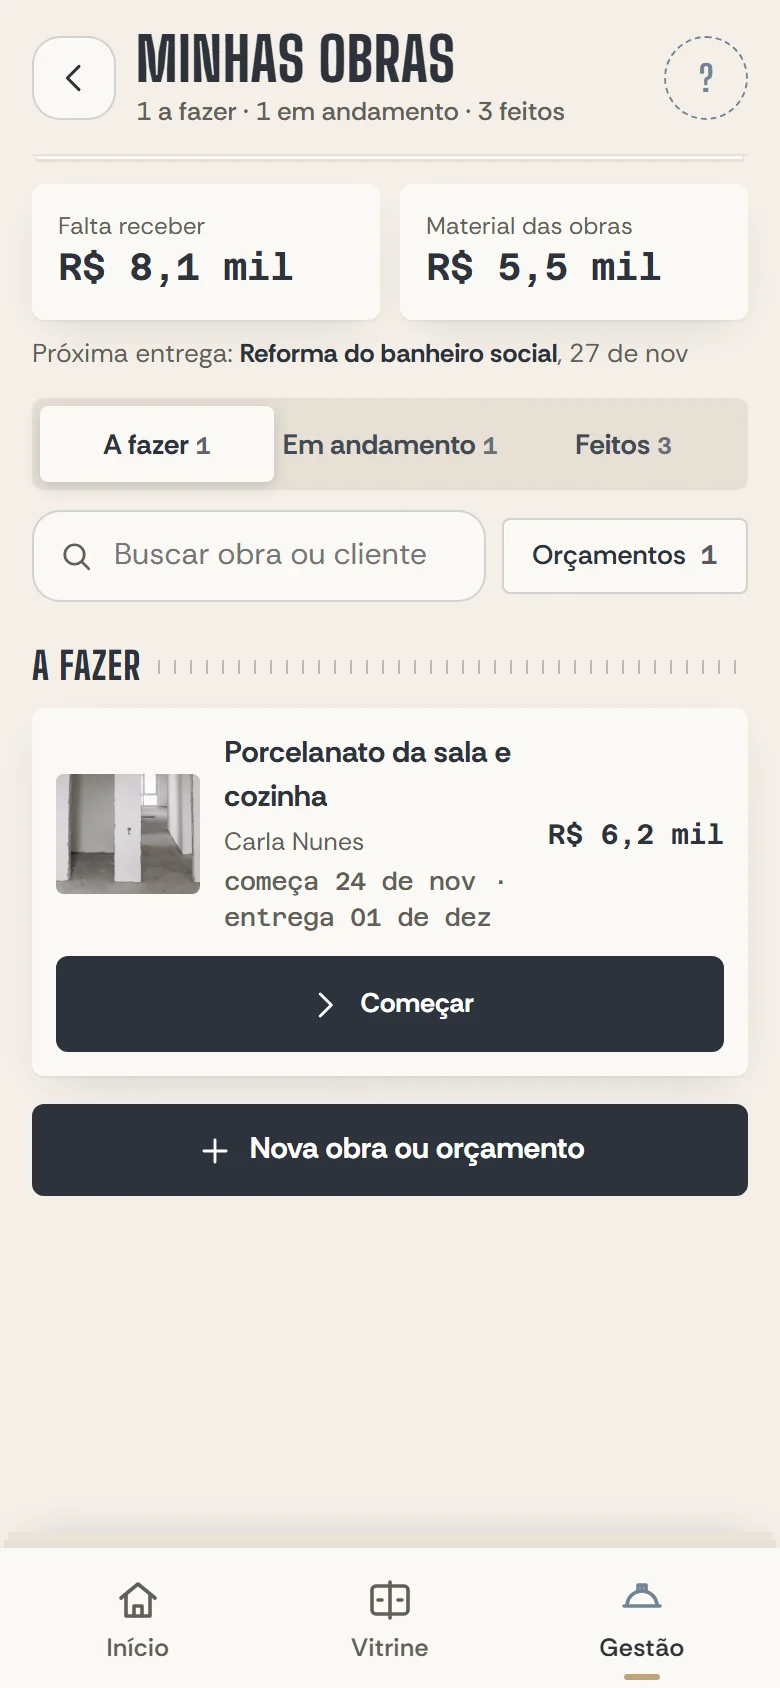 MINHAS OBRAS
1 a fazer · 1 em andamento · 3 feitos
?
Falta receber
R$ 8,1 mil
Material das obras
R$ 5,5 mil
Próxima entrega: Reforma do banheiro social, 27 de nov
A fazer 1
Em andamento 1
Feitos 3
Buscar obra ou cliente
Orçamentos 1
A FAZER
Porcelanato da sala e
cozinha
Carla Nunes
começa 24 de nov ·
entrega 01 de dez
R$ 6,2 mil
Começar
Nova obra ou orçamento
Início
Vitrine
Gestão